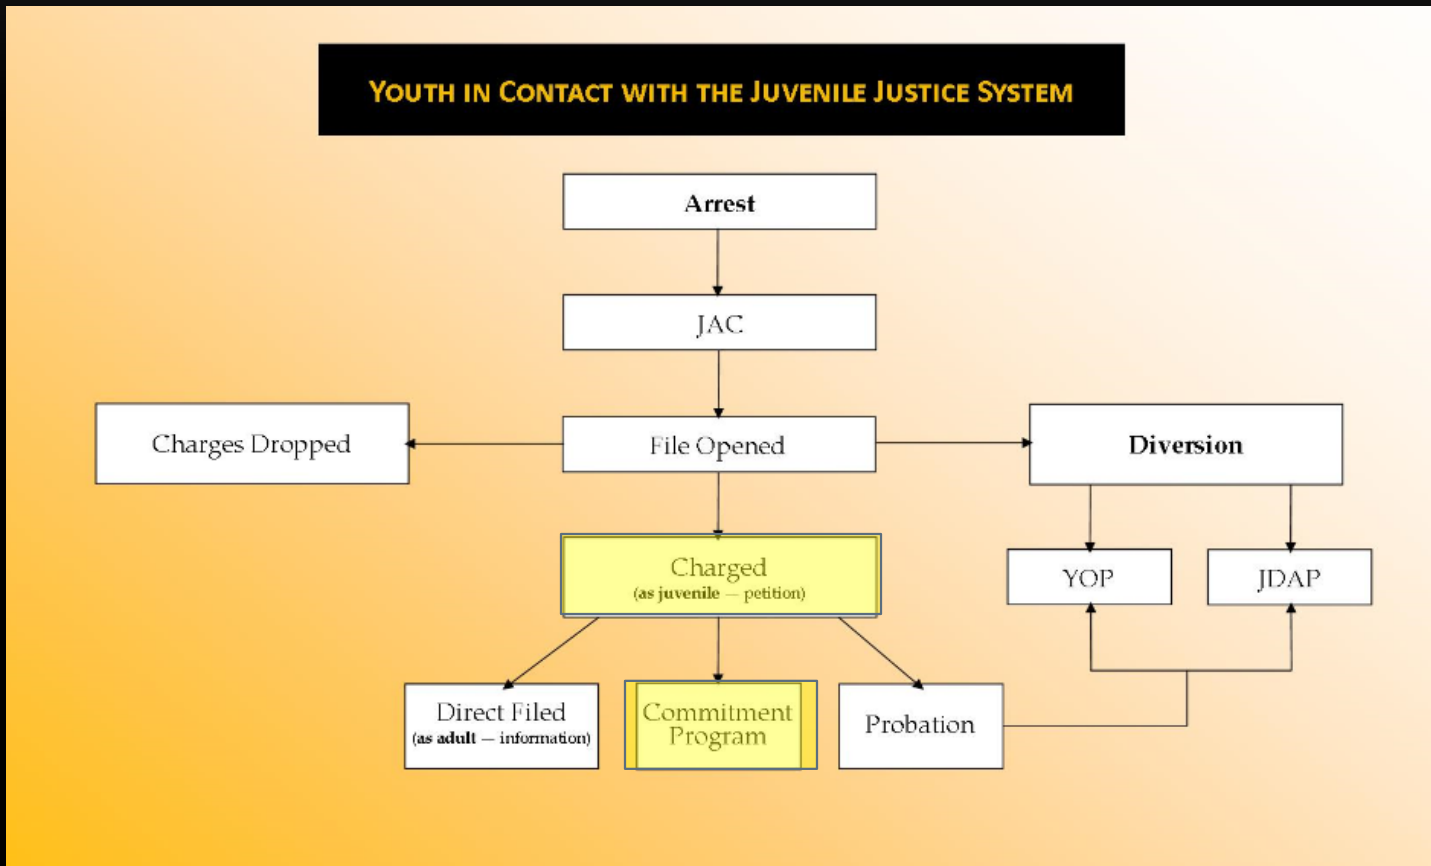 YOUTH IN CONTACT WITH THE JUVENILE JUSTICE SYSTEM
Arrest
JAC
Charges Dropped
File Opened
Diversion
Charged
(as juvenile — petition)
YOP
JDAP
Direct Filed
(as adult — information)
Commitment
Program
Probation